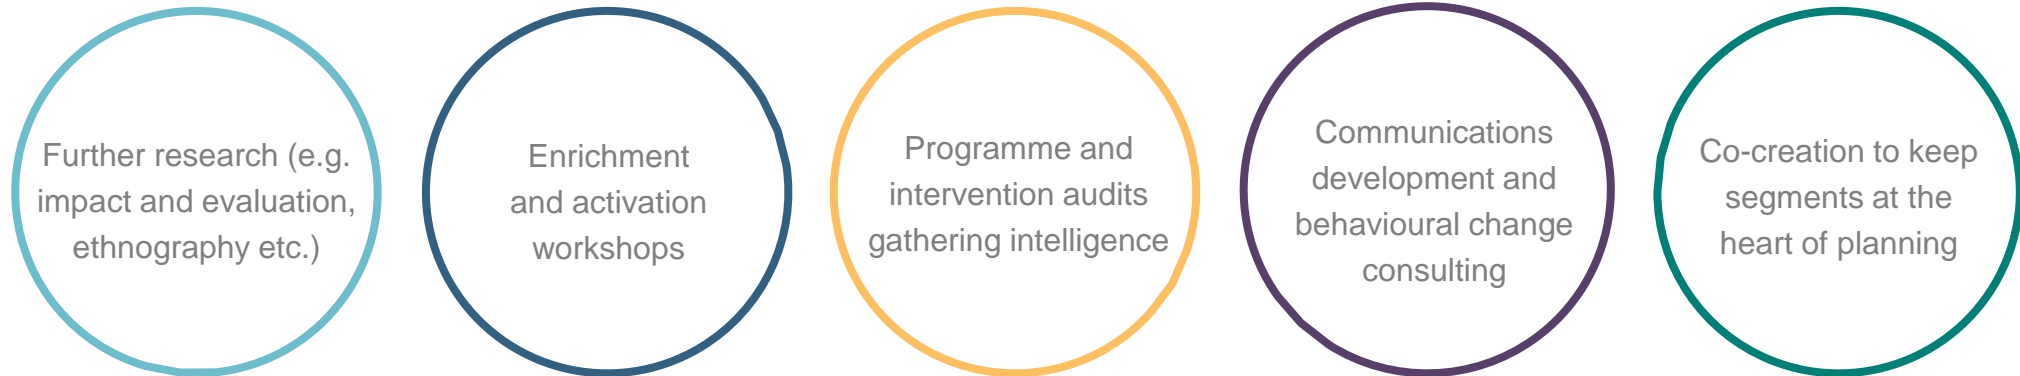 Further research (e.g.
impact and evaluation,
ethnography etc.)
Enrichment
and activation
workshops
Programme and
intervention audits
gathering intelligence
Communications
development and
behavioural change
consulting
Co-creation to keep
segments at the
heart of planning